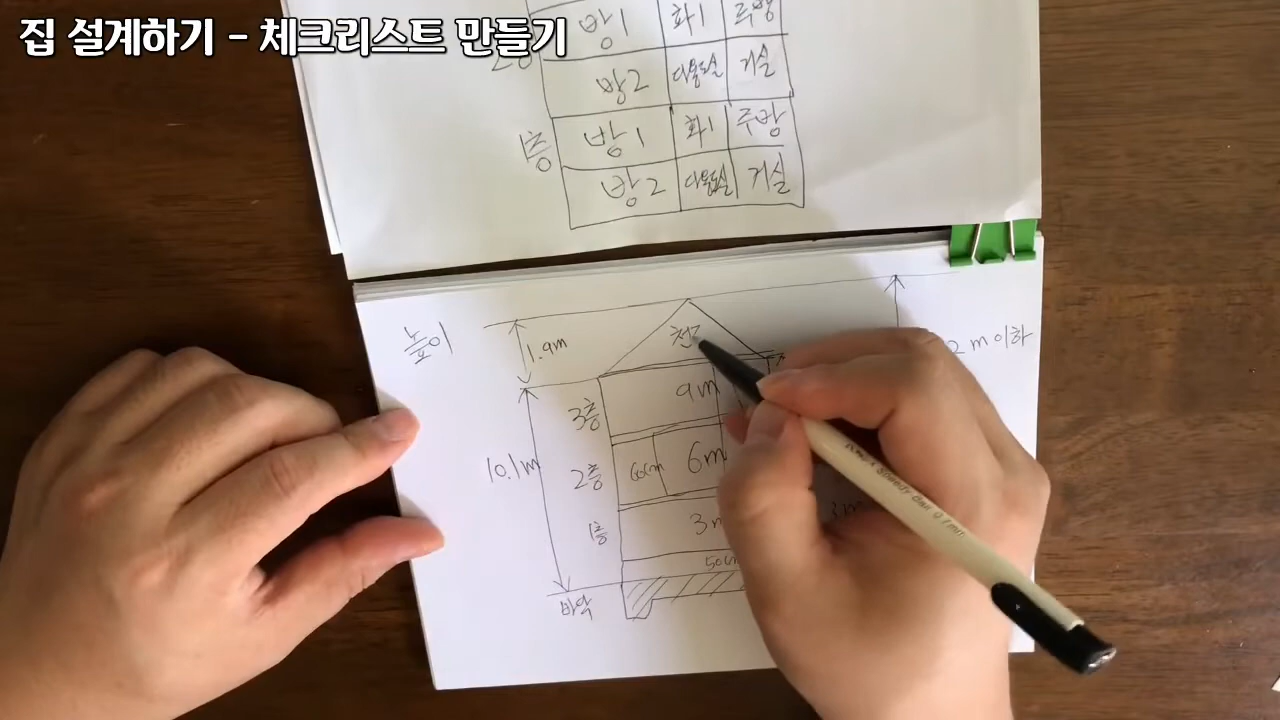 집 설계하기 - 체크리스트 만들기
방1 화1 주방
방2 다용도실 거실
1층 방1 화1 주방
방2 다용도실 거실
높이
1.9m
천
2m 이하
3층 9m
10.1m
2층 60cm 6m
1층 3m
50cm
바닥